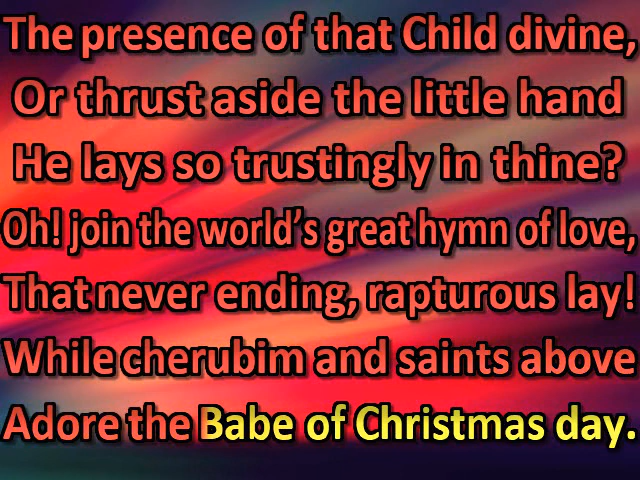 The presence of that Child divine,
Or thrust aside the little hand
He lays so trustingly in thine?
Oh! join the world’s great hymn of love,
That never ending, rapturous lay!
While cherubim and saints above
Adore the Babe of Christmas day.